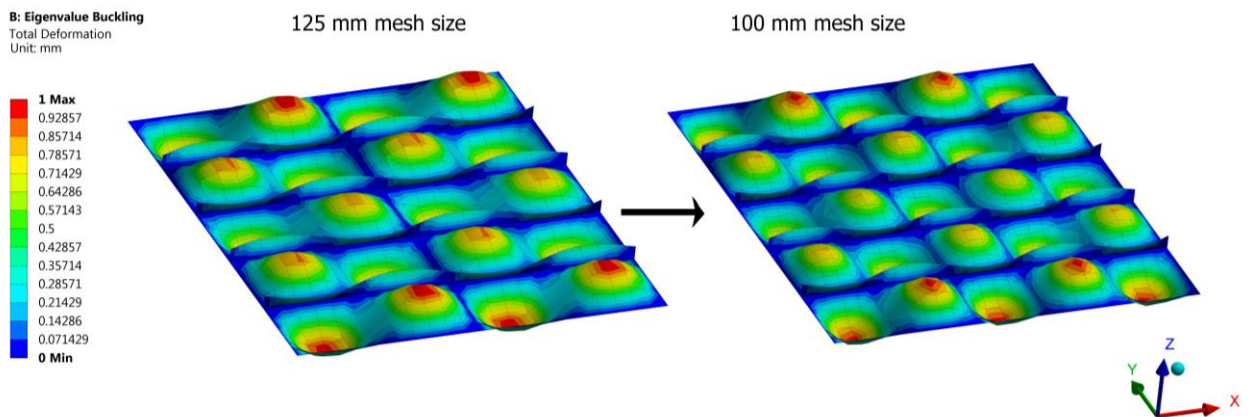 B: Eigenvalue Buckling
Total Deformation
Unit: mm
125 mm mesh size
100 mm mesh size
1 Max
0.92857
0.85714
0.78571
0.71429
0.64286
0.57143
0.5
0.42857
0.35714
0.28571
0.21429
0.14286
0.071429
0 Min
Z
Y
X